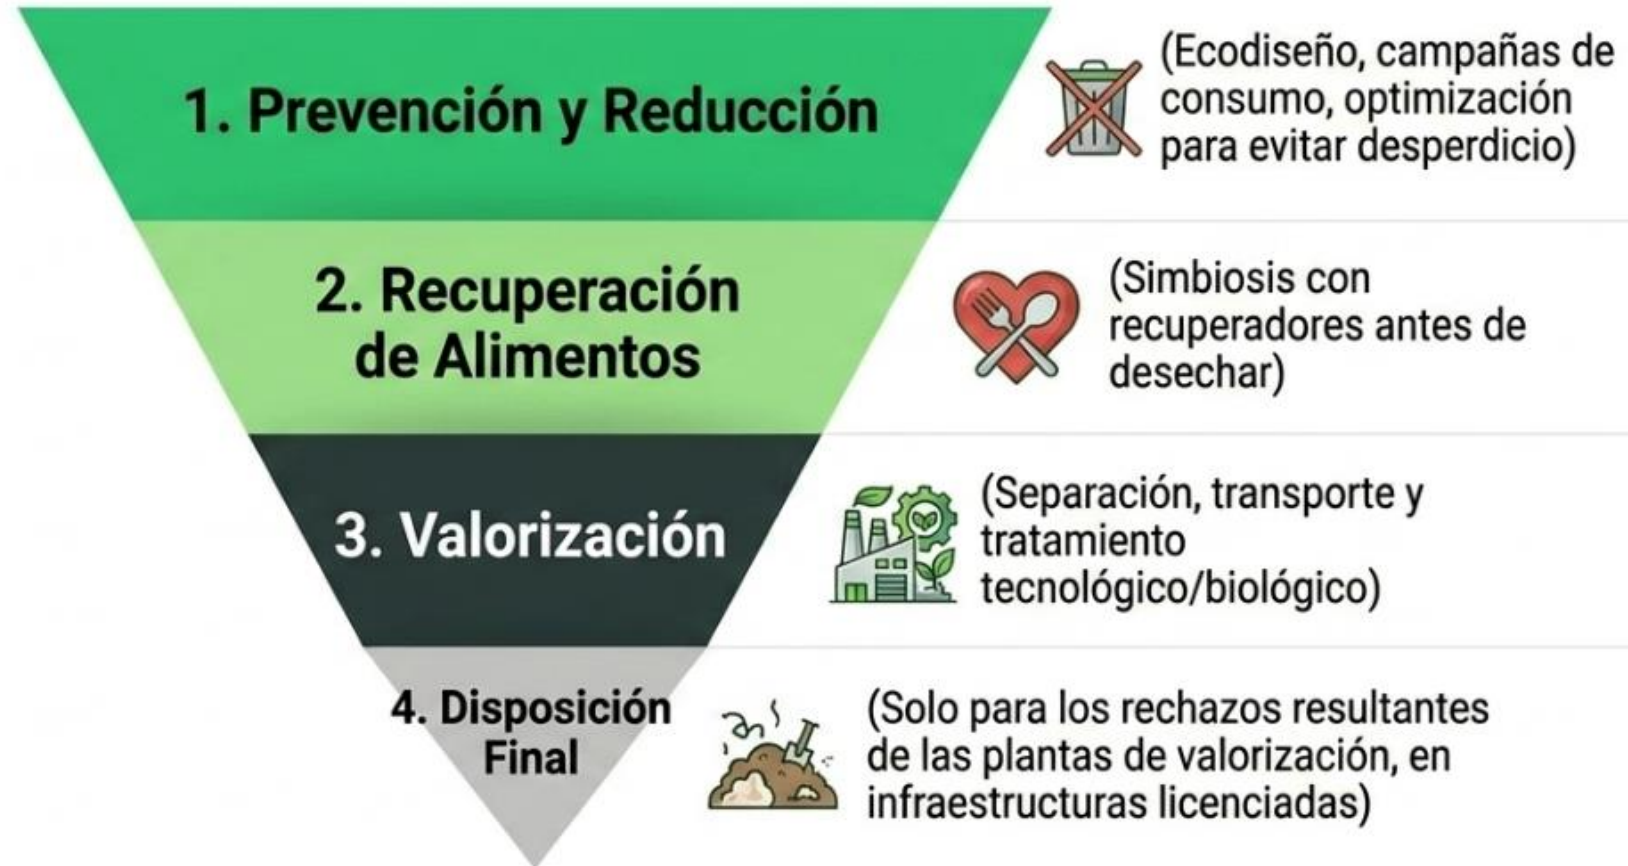 1. Prevención y Reducción
(Ecodiseño, campañas de
consumo, optimización
para evitar desperdicio)
2. Recuperación
de Alimentos
(Simbiosis con
recuperadores antes de
desechar)
3. Valorización
(Separación, transporte y
tratamiento
tecnológico/biológico)
4. Disposición
Final
(Solo para los rechazos resultantes
de las plantas de valorización, en
infraestructuras licenciadas)